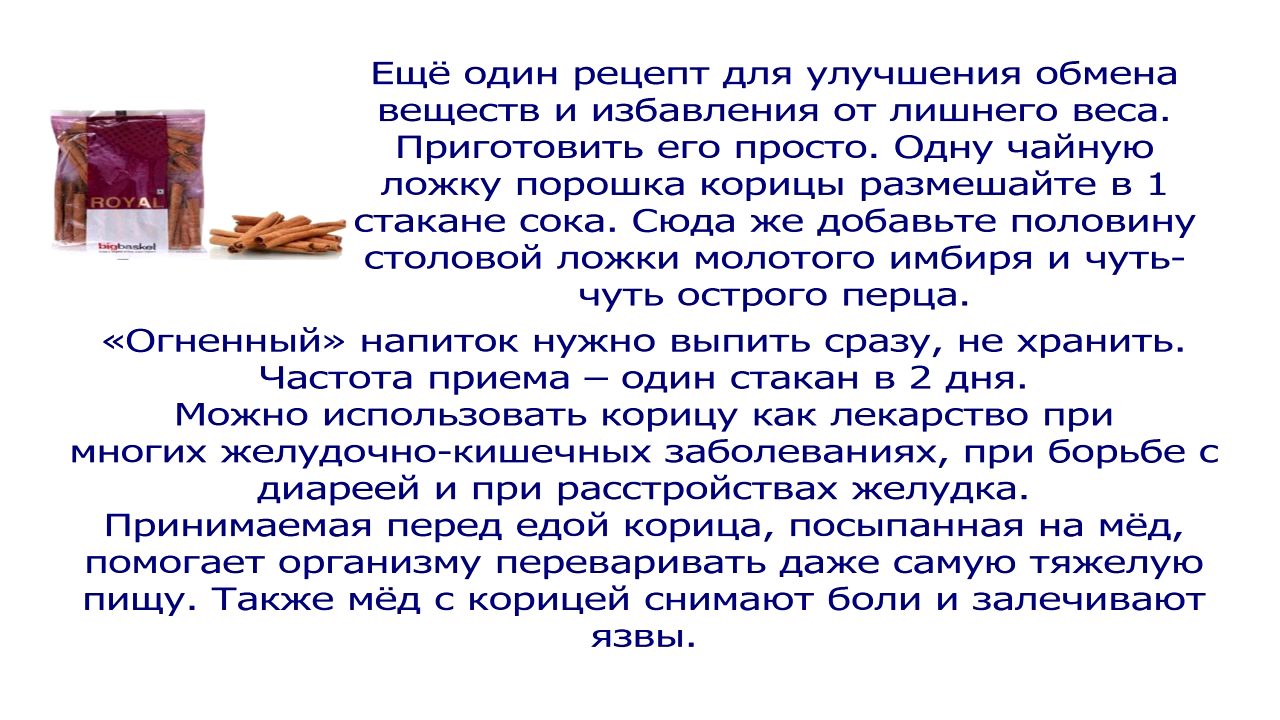 Ещё один рецепт для улучшения обмена
веществ и избавления от лишнего веса.
Приготовить его просто. Одну чайную
ложку порошка корицы размешайте в 1
стакане сока. Сюда же добавьте половину
столовой ложки молотого имбиря и чуть-
чуть острого перца.
ROYAL
bigbasket
«Огненный» напиток нужно выпить сразу, не хранить.
Частота приема – один стакан в 2 дня.
Можно использовать корицу как лекарство при
многих желудочно-кишечных заболеваниях, при борьбе с
диареей и при расстройствах желудка.
Принимаемая перед едой корица, посыпанная на мёд,
помогает организму переваривать даже самую тяжелую
пищу. Также мёд с корицей снимают боли и залечивают
язвы.